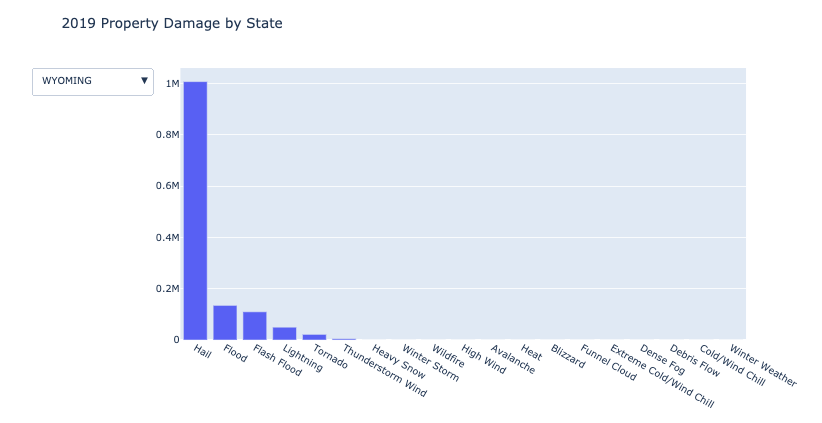 2019 Property Damage by State
WYOMING ▼
1M
0.8M
0.6M
0.4M
0.2M
0
Hail
Flood
Flash Flood
Lightning
Tornado
Thunderstorm Wind
Heavy Snow
Winter Storm
Wildfire
High Wind
Avalanche
Heat
Blizzard
Funnel Cloud
Extreme Cold/Wind Chill
Dense Fog
Debris Flow
Cold/Wind Chill
Winter Weather